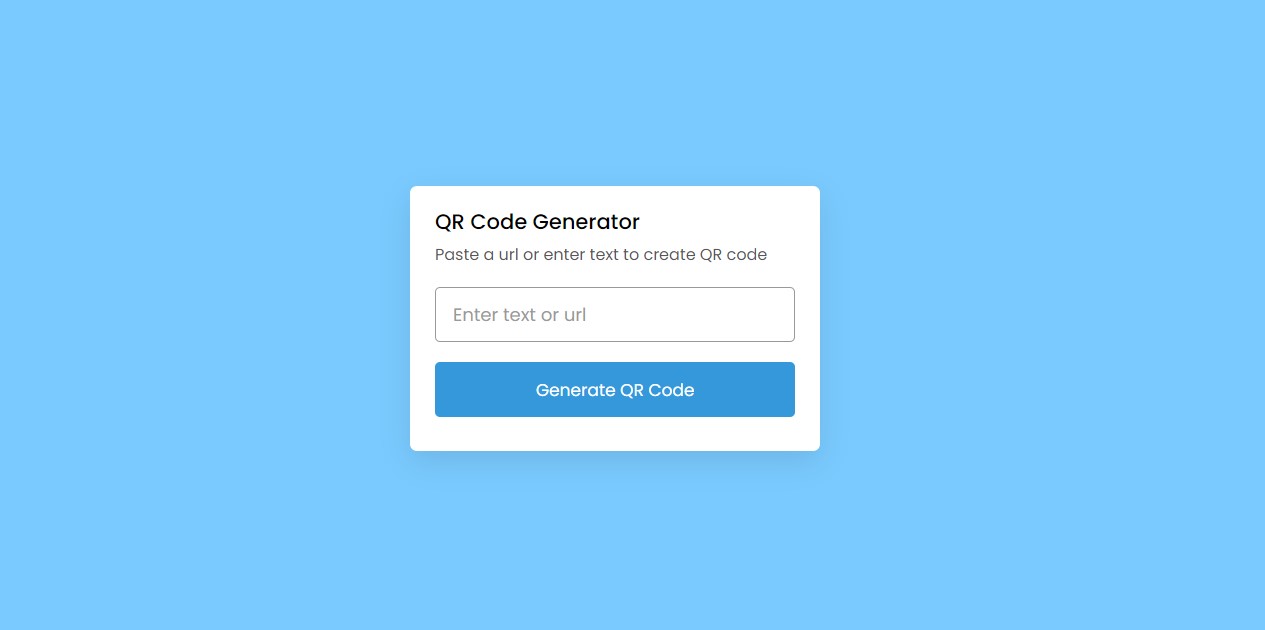 QR Code Generator
Paste a url or enter text to create QR code
Enter text or url
Generate QR Code